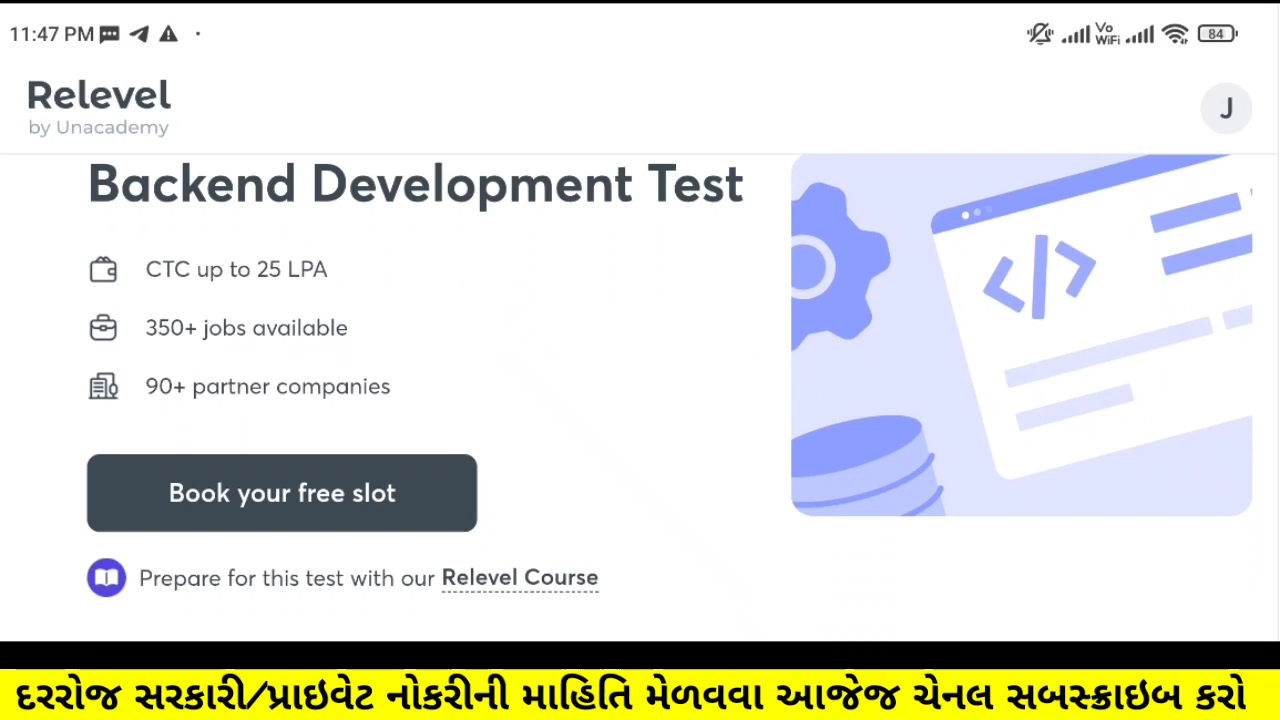 11:47 PM
Vo WiFi
84
Relevel
by Unacademy
J
Backend Development Test
CTC up to 25 LPA
350+ jobs available
90+ partner companies
Book your free slot
Prepare for this test with our Relevel Course
દરરોજ સરકારી/પ્રાઇવેટ નોકરીની માહિતિ મેળવવા આજેજ ચેનલ સબસ્ક્રાઇબ કરો